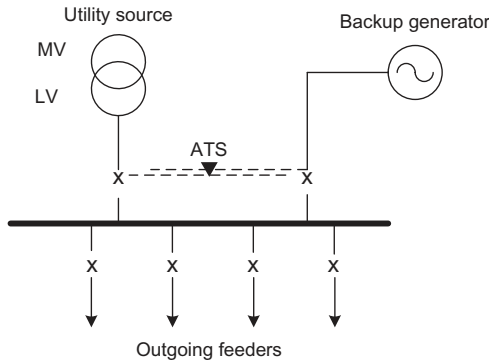 Utility source
Backup generator
MV
LV
ATS
x x
x x x x
Outgoing feeders